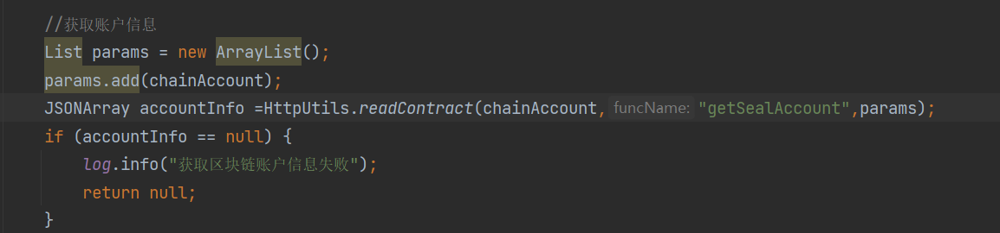 //获取账户信息
List params = new ArrayList();
params.add(chainAccount);
JSONArray accountInfo =HttpUtils.readContract(chainAccount, funcName: "getSealAccount",params);
if (accountInfo == null) {
log.info("获取区块链账户信息失败");
return null;
}